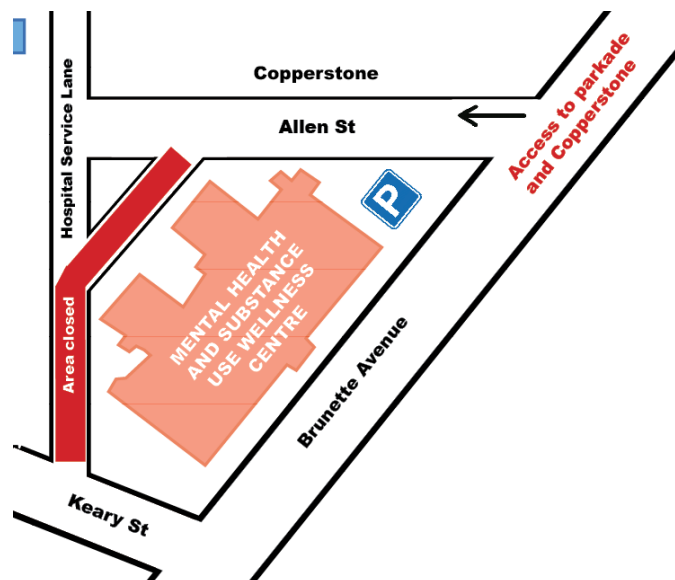 Copperstone
Allen St
Access to parkade
and Copperstone
Hospital Service Lane
P
MENTAL HEALTH
AND SUBSTANCE
USE WELLNESS
CENTRE
Area closed
Brunette Avenue
Keary St